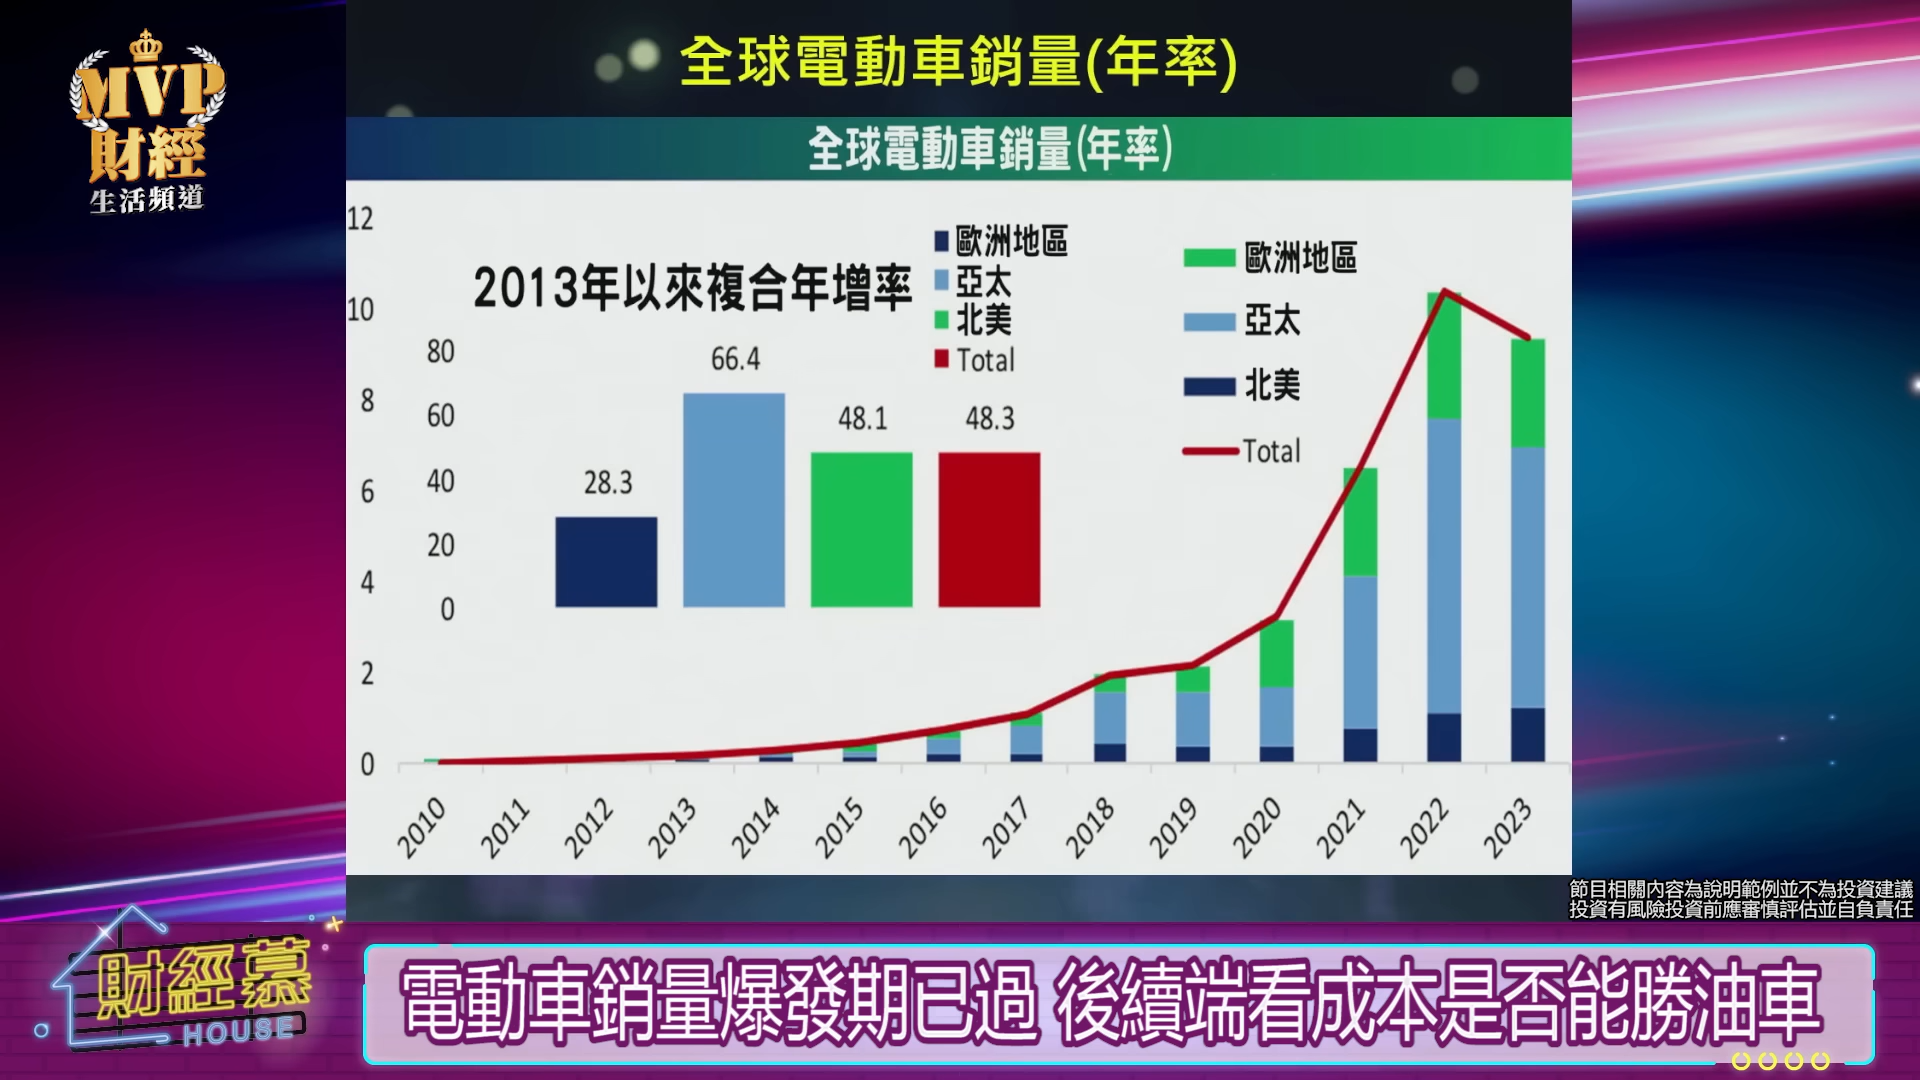 MVP
財經
生活頻道
全球電動車銷量(年率)
全球電動車銷量(年率)
12
10
8
6
4
2
0
2013年以來複合年增率
80
60
40
20
0
28.3
66.4
48.1
48.3
歐洲地區
亞太
北美
Total
歐洲地區
亞太
北美
Total
2010
2011
2012
2013
2014
2015
2016
2017
2018
2019
2020
2021
2022
2023
節目相關內容為說明範例並不為投資建議
投資有風險投資前應審慎評估並自負責任
財經慕
HOUSE
電動車銷量爆發期已過 後續端看成本是否能勝油車